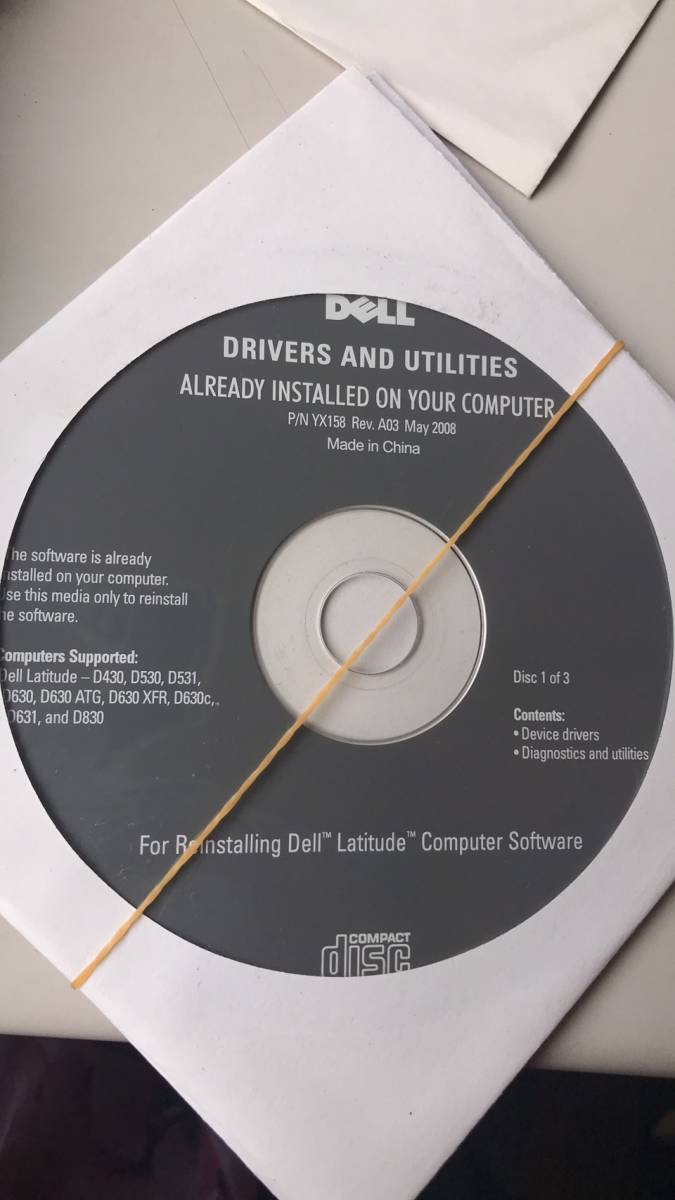 DELL
DRIVERS AND UTILITIES
ALREADY INSTALLED ON YOUR COMPUTER
P/N YX158 Rev. A03 May 2008
Made in China
he software is already
nstalled on your computer.
se this media only to reinstall
he software.
Computers Supported:
Dell Latitude – D430, D530, D531,
D630, D630 ATG, D630 XFR, D630c,
D631, and D830
Disc 1 of 3
Contents:
• Device drivers
• Diagnostics and utilities
For Reinstalling Dell™ Latitude™ Computer Software
COMPACT
disc